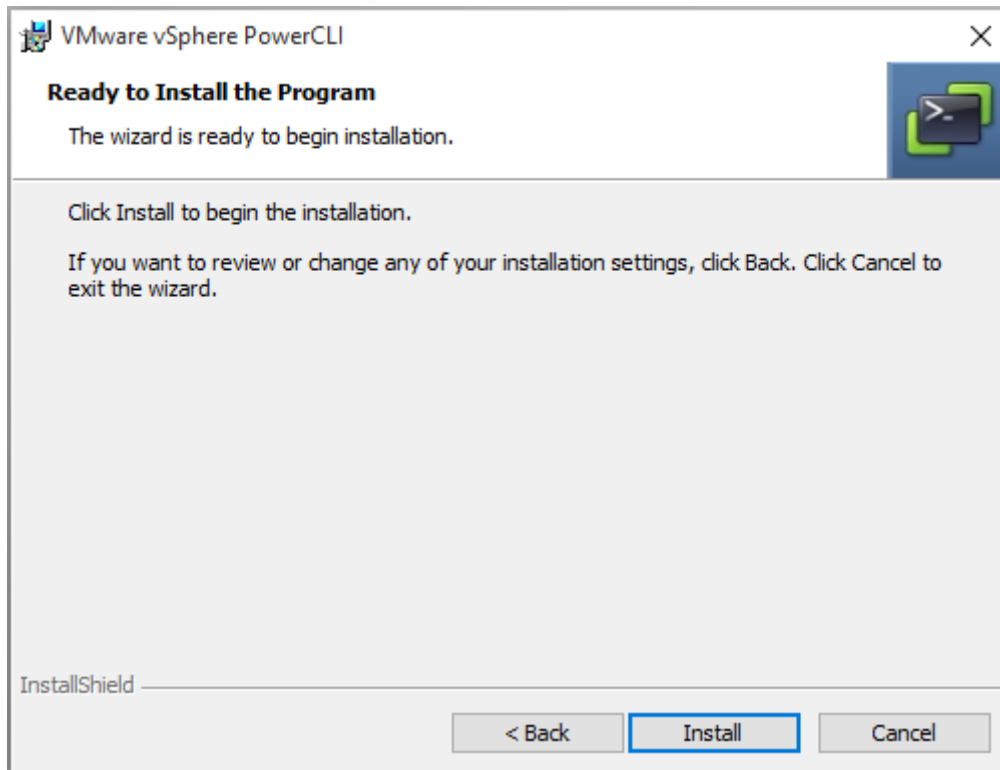 VMware vSphere PowerCLI
Ready to Install the Program
The wizard is ready to begin installation.
>_
Click Install to begin the installation.
If you want to review or change any of your installation settings, click Back. Click Cancel to
exit the wizard.
InstallShield
< Back
Install
Cancel